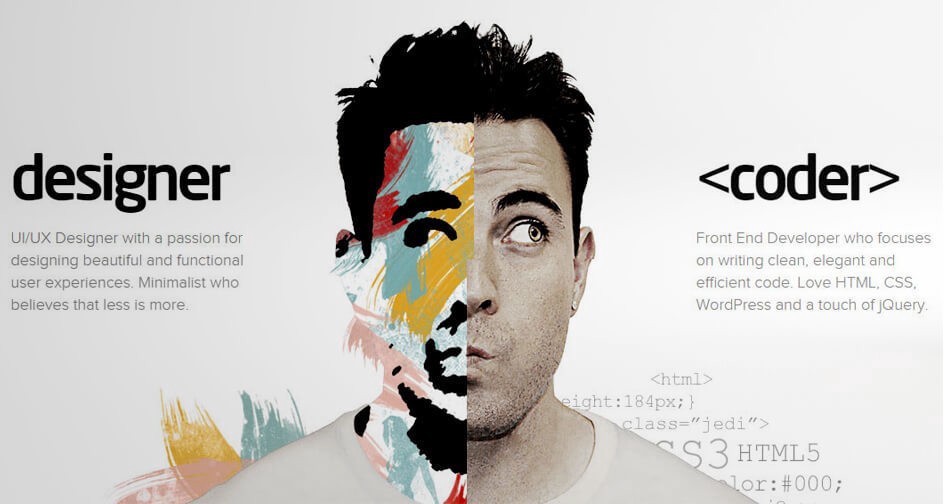 designer
UI/UX Designer with a passion for
designing beautiful and functional
user experiences. Minimalist who
believes that less is more.
<coder>
Front End Developer who focuses
on writing clean, elegant and
efficient code. Love HTML, CSS,
WordPress and a touch of jQuery.
<html>
eight:184px;}
class="jedi">
SS3 HTML5
olor:#000;